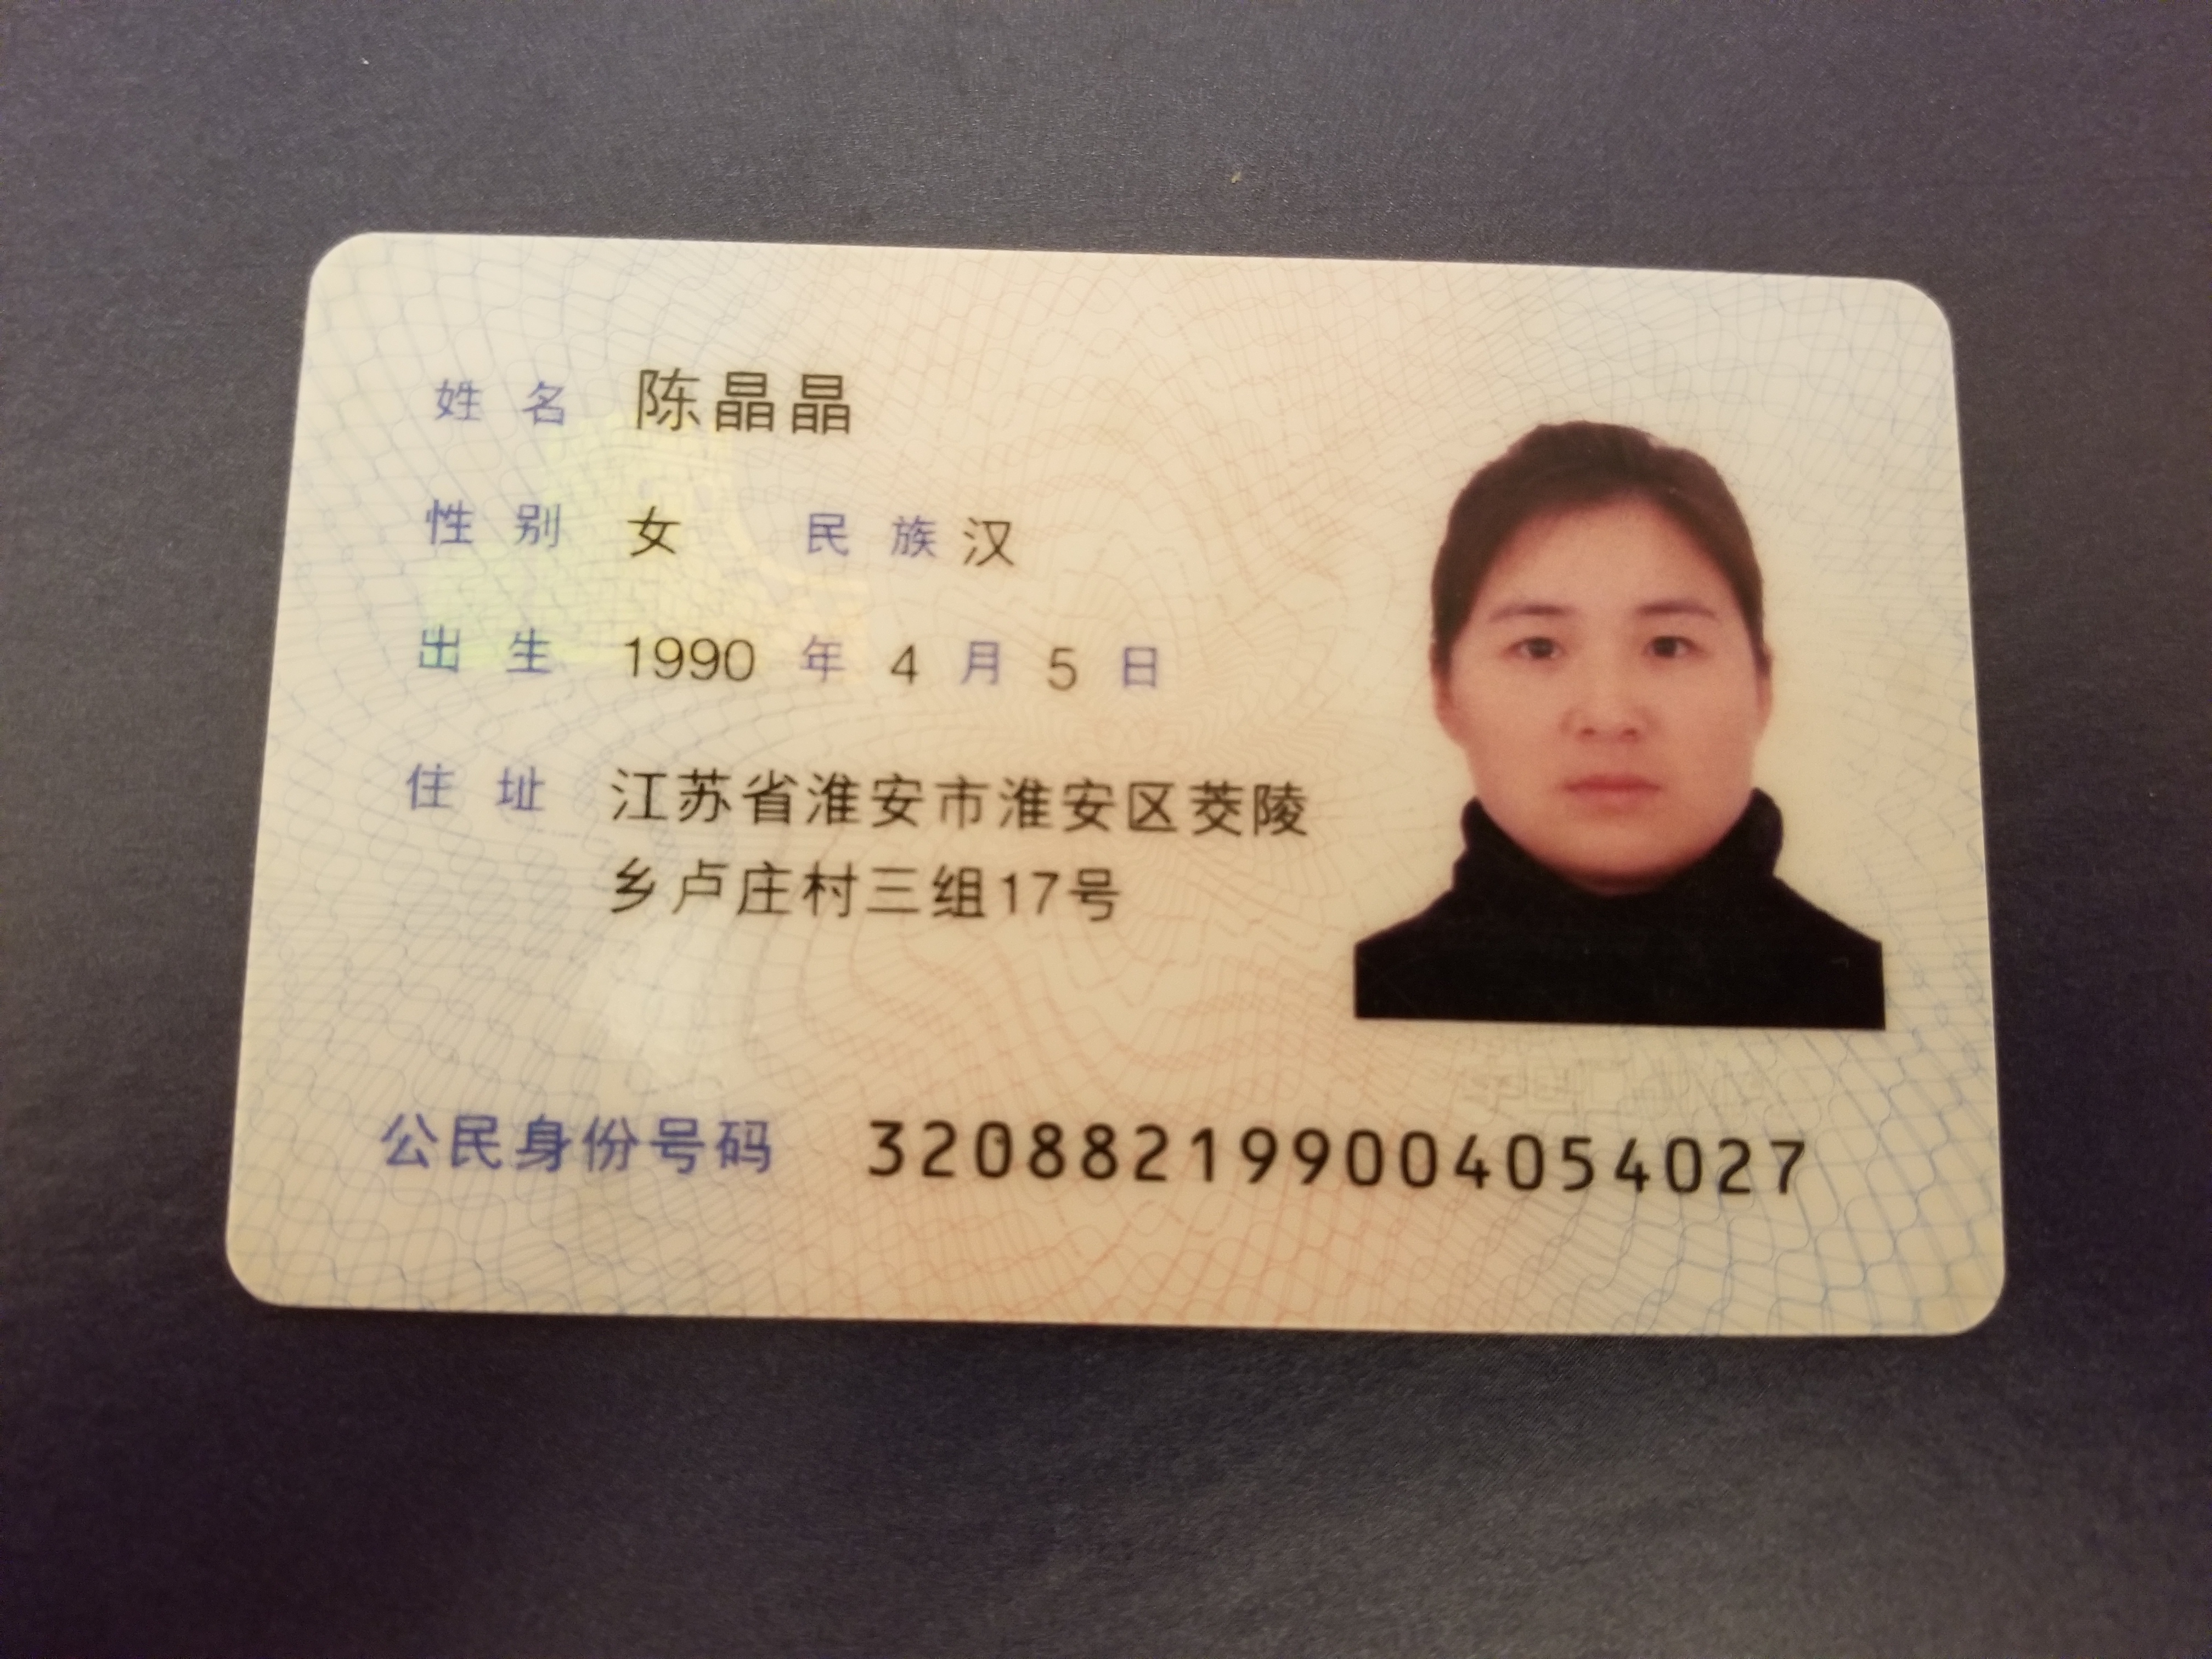 姓名 陈晶晶
性别 女 民族 汉
出生 1990 年 4 月 5 日
住址 江苏省淮安市淮安区茭陵
乡卢庄村三组17号
公民身份号码 320882199004054027